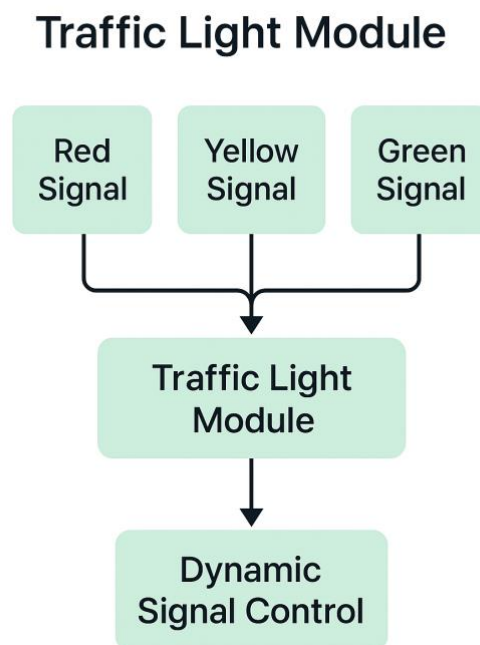 Traffic Light Module
Red
Signal
Yellow
Signal
Green
Signal
Traffic Light
Module
Dynamic
Signal Control